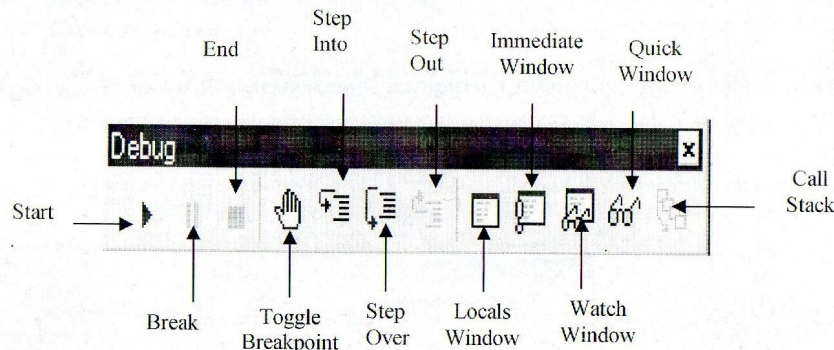 Step
Into
End
Step
Out
Immediate
Window
Quick
Window
Debug
x
Start
Call
Stack
Break
Toggle
Breakpoint
Step
Over
Locals
Window
Watch
Window